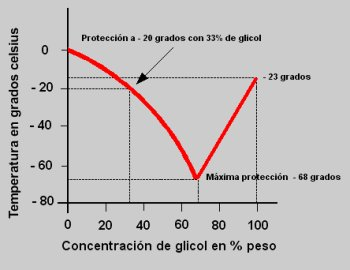 Protección a - 20 grados con 33% de glicol
0
- 20
- 40
- 60
- 80
- 23 grados
Máxima protección - 68 grados
0
20
40
60
80
100
Temperatura en grados celsius
Concentración de glicol en % peso